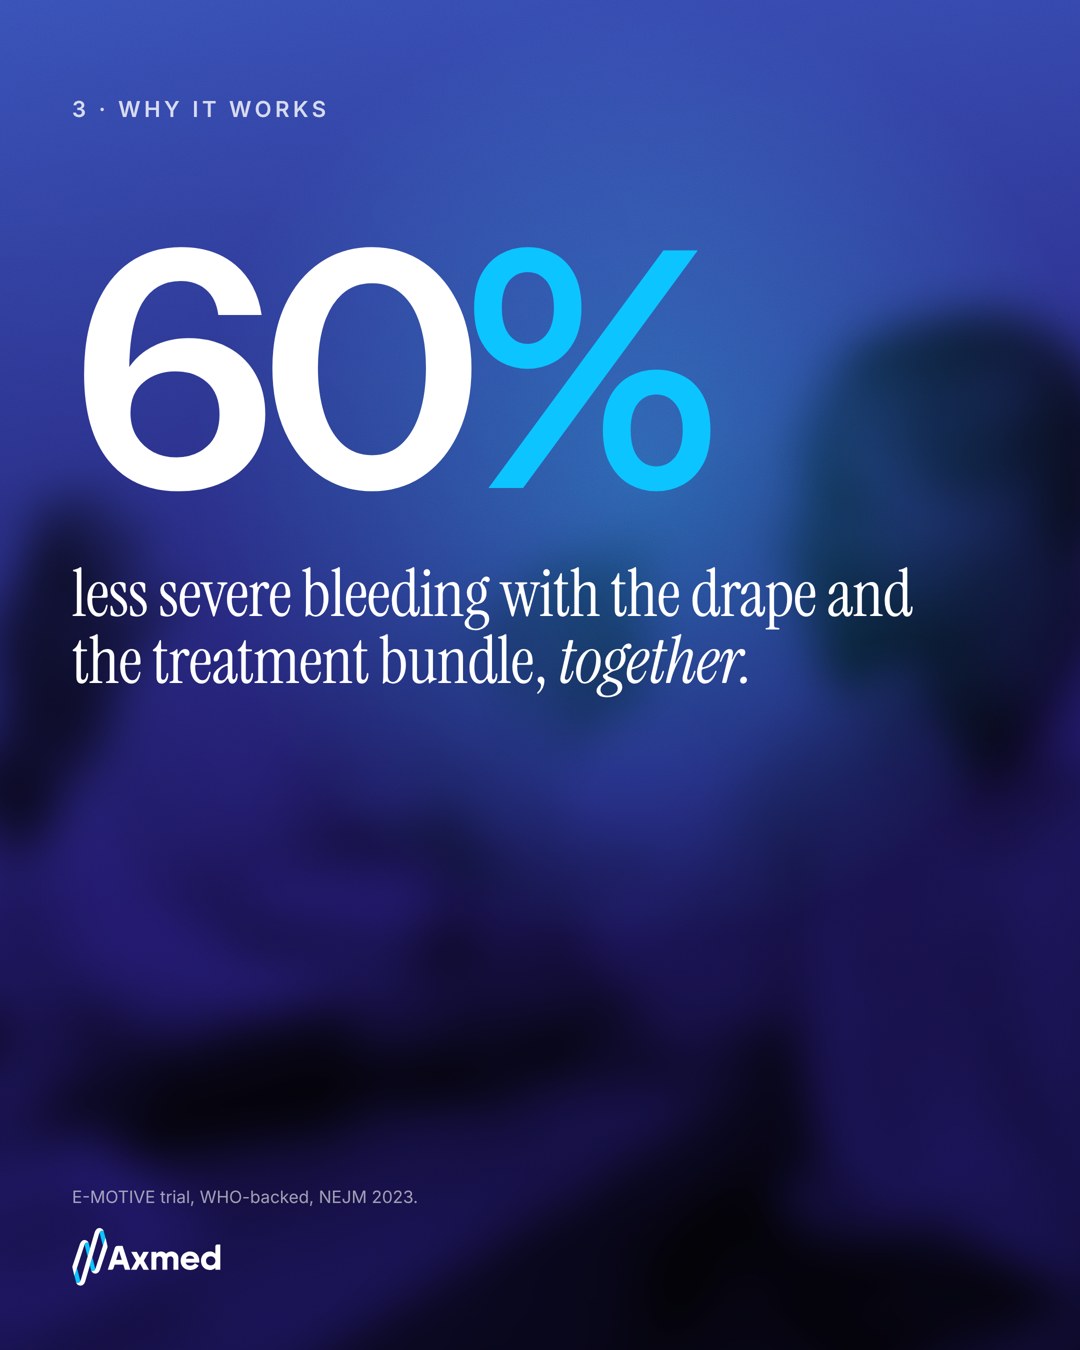 3 · WHY IT WORKS
60%
less severe bleeding with the drape and
the treatment bundle, together.
E-MOTIVE trial, WHO-backed, NEJM 2023.
Axmed